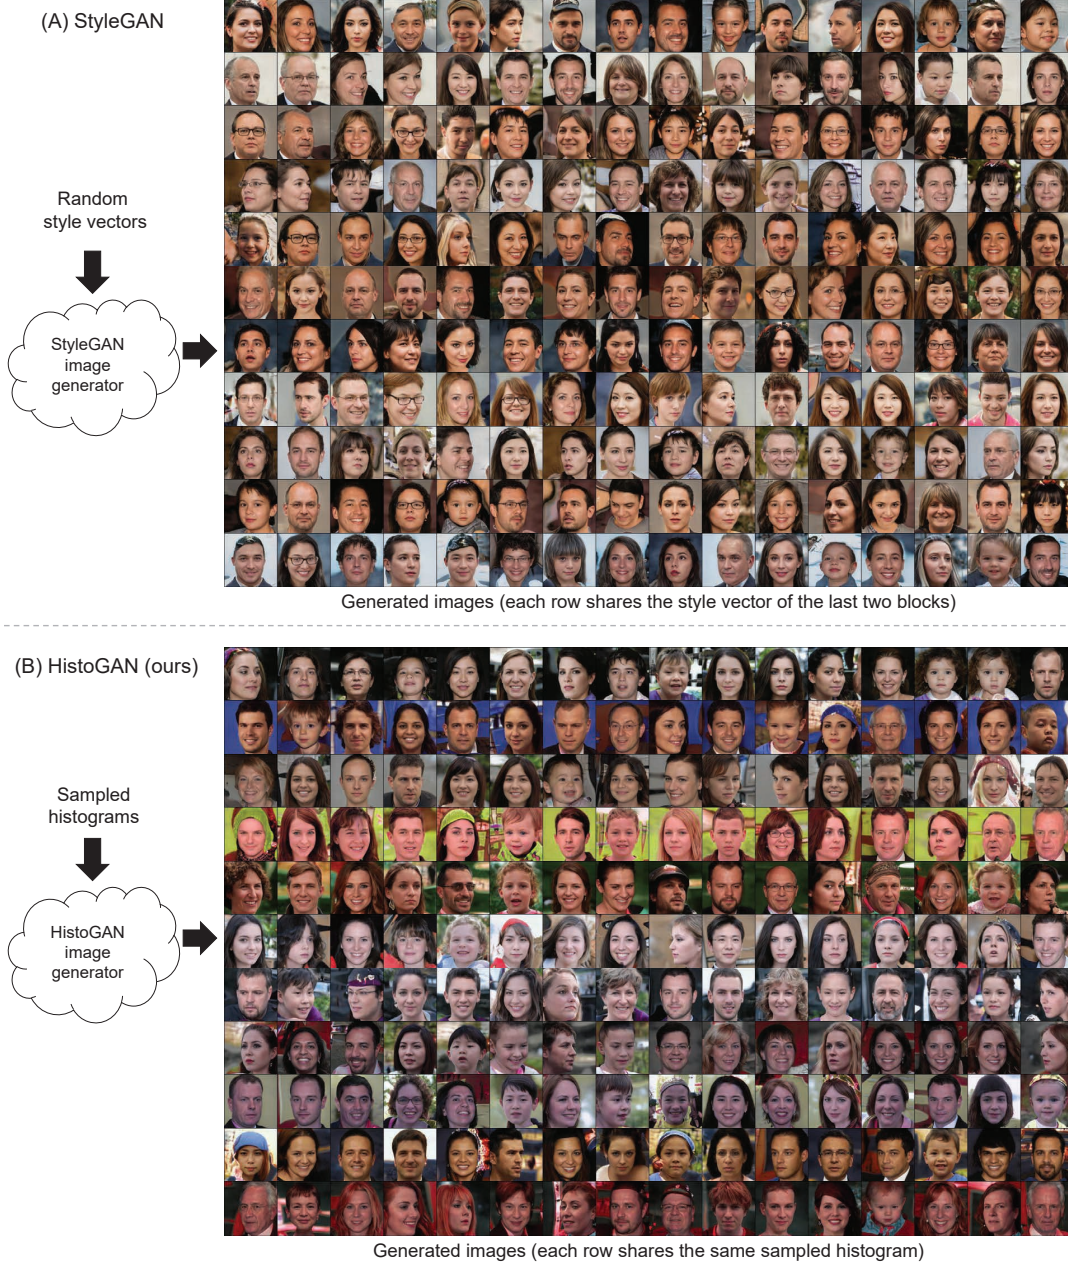 (A) StyleGAN
Random
style vectors
StyleGAN
image
generator
Generated images (each row shares the style vector of the last two blocks)
(B) HistoGAN (ours)
Sampled
histograms
HistoGAN
image
generator
Generated images (each row shares the same sampled histogram)